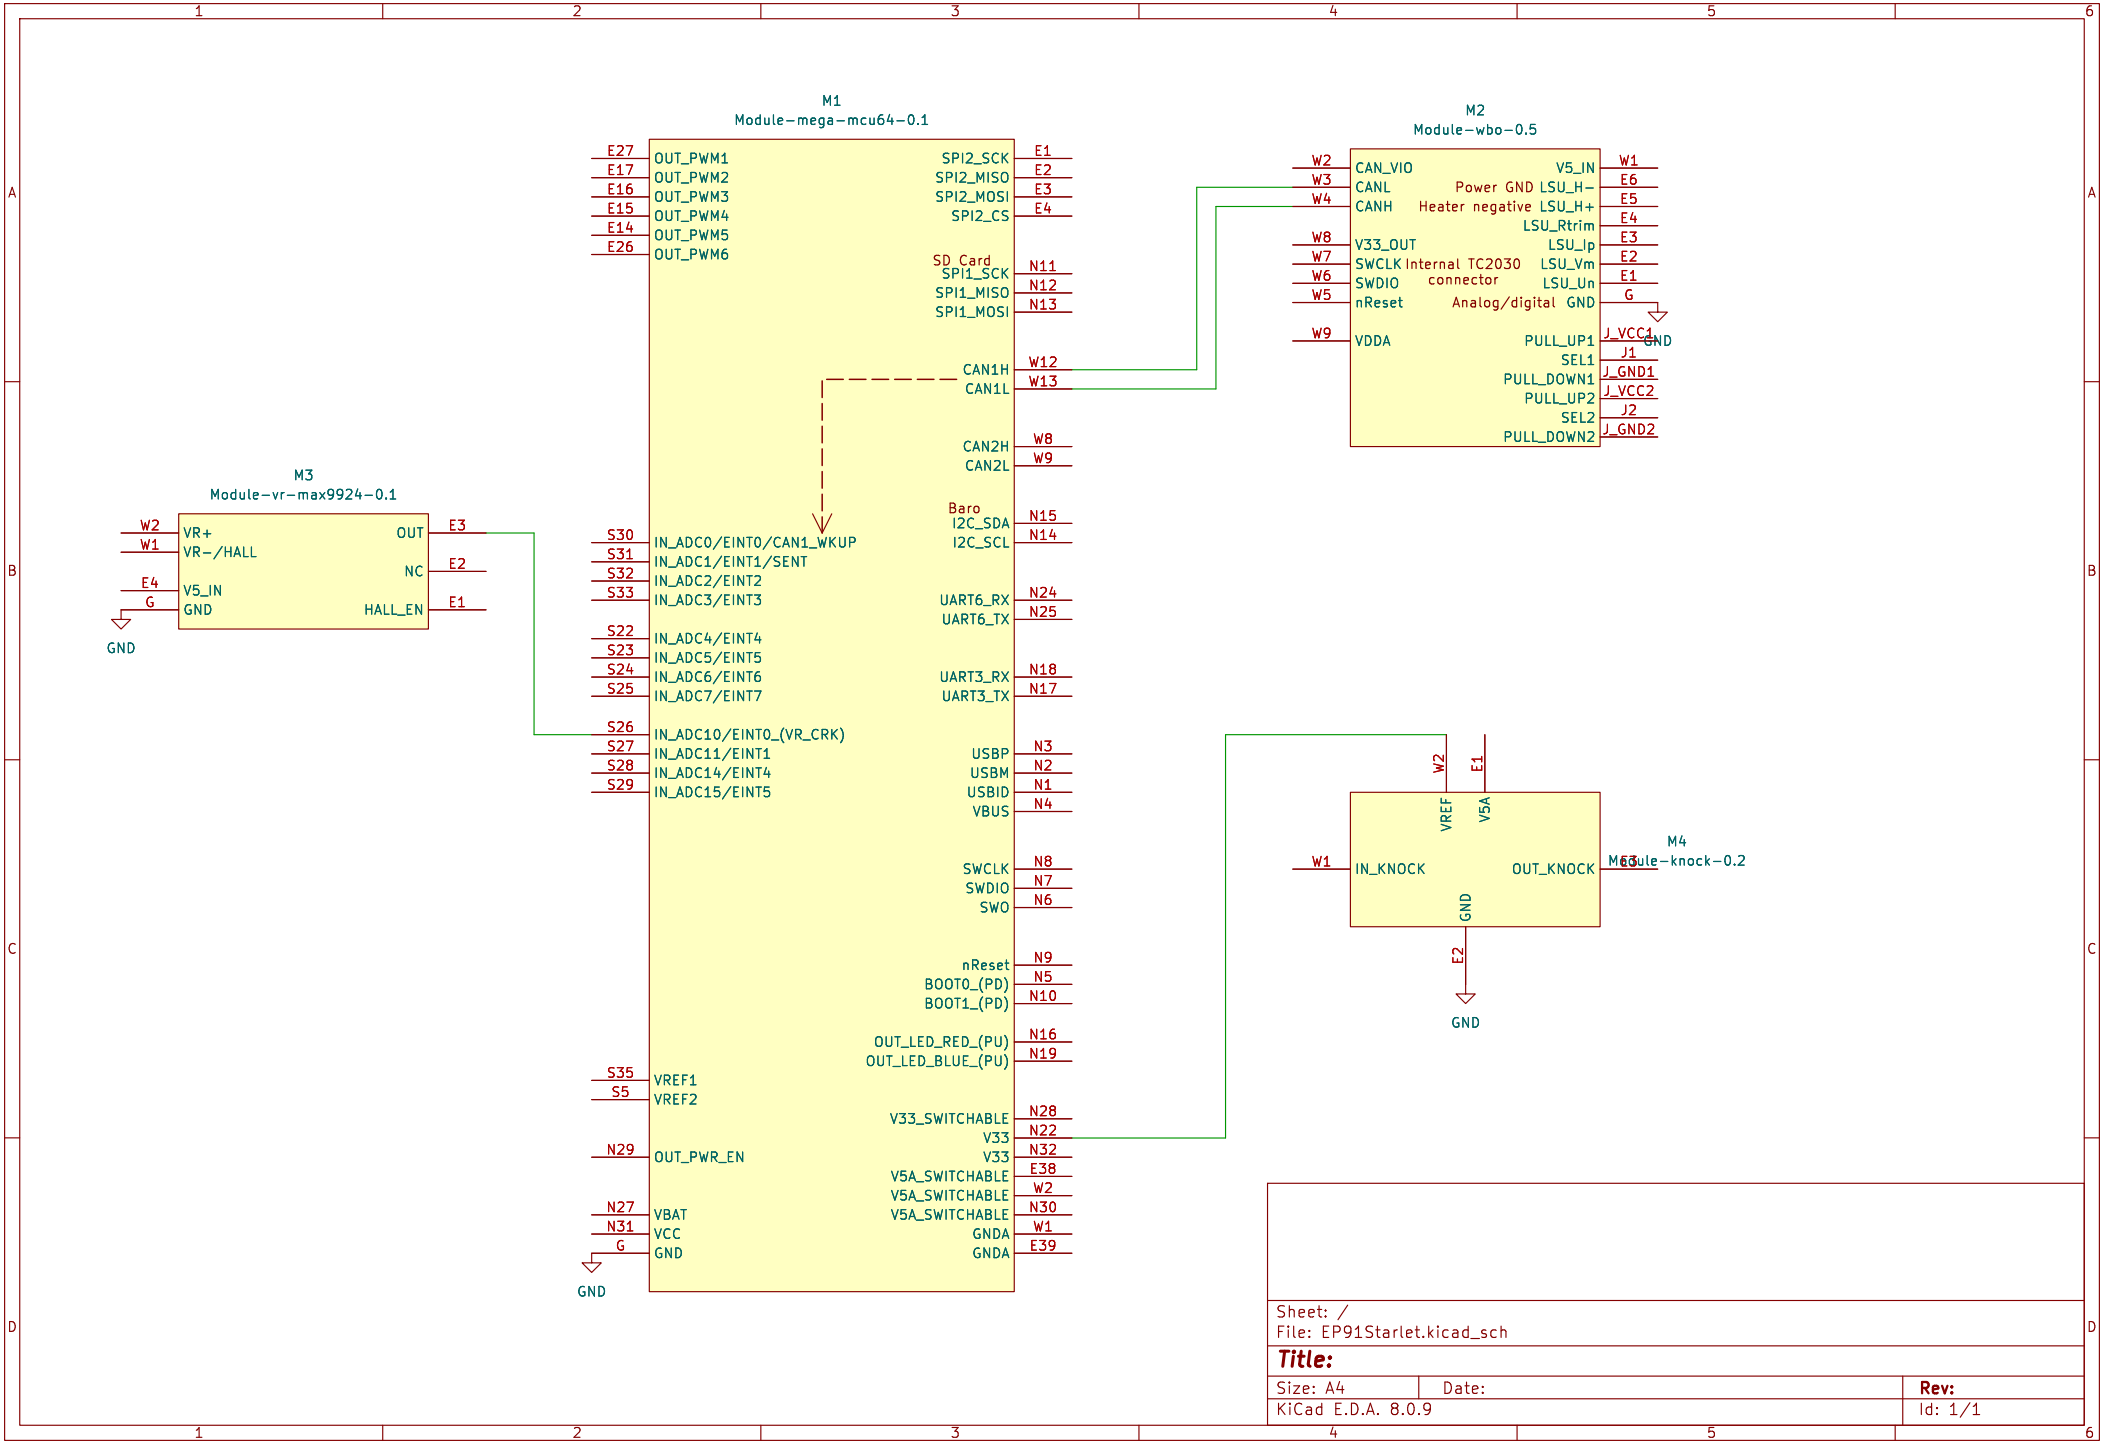 1 2 3 4 5 6
A
B
C
D
A
B
C
D
1 2 3 4 5 6
M1
Module-mega-mcu64-0.1
E27 OUT_PWM1
E17 OUT_PWM2
E16 OUT_PWM3
E15 OUT_PWM4
E14 OUT_PWM5
E26 OUT_PWM6
S30 IN_ADC0/EINT0/CAN1_WKUP
S31 IN_ADC1/EINT1/SENT
S32 IN_ADC2/EINT2
S33 IN_ADC3/EINT3
S22 IN_ADC4/EINT4
S23 IN_ADC5/EINT5
S24 IN_ADC6/EINT6
S25 IN_ADC7/EINT7
S26 IN_ADC10/EINT0_(VR_CRK)
S27 IN_ADC11/EINT1
S28 IN_ADC14/EINT4
S29 IN_ADC15/EINT5
S35 VREF1
S5 VREF2
N29 OUT_PWR_EN
N27 VBAT
N31 VCC
G GND
GND
SPI2_SCK E1
SPI2_MISO E2
SPI2_MOSI E3
SPI2_CS E4
SD Card
SPI1_SCK N11
SPI1_MISO N12
SPI1_MOSI N13
CAN1H W12
CAN1L W13
CAN2H W8
CAN2L W9
Baro
I2C_SDA N15
I2C_SCL N14
UART6_RX N24
UART6_TX N25
UART3_RX N18
UART3_TX N17
USBP N3
USBM N2
USBID N1
VBUS N4
SWCLK N8
SWDIO N7
SWO N6
nReset N9
BOOT0_(PD) N5
BOOT1_(PD) N10
OUT_LED_RED_(PU) N16
OUT_LED_BLUE_(PU) N19
V33_SWITCHABLE N28
V33 N22
V33 N32
V5A_SWITCHABLE E38
V5A_SWITCHABLE W2
V5A_SWITCHABLE N30
GNDA W1
GNDA E39
M2
Module-wbo-0.5
W2 CAN_VIO
W3 CANL
W4 CANH
W8 V33_OUT
W7 SWCLK
W6 SWDIO
W5 nReset
W9 VDDA
Internal TC2030
connector
V5_IN W1
Power GND LSU_H- E6
Heater negative LSU_H+ E5
LSU_Rtrim E4
LSU_Ip E3
LSU_Vm E2
LSU_Un E1
Analog/digital GND G
GND
PULL_UP1 J_VCC1
SEL1 J1
PULL_DOWN1 J_GND1
PULL_UP2 J_VCC2
SEL2 J2
PULL_DOWN2 J_GND2
M3
Module-vr-max9924-0.1
W2 VR+
W1 VR-/HALL
E4 V5_IN
G GND
GND
OUT E3
NC E2
HALL_EN E1
M4
Module-knock-0.2
W2 VREF
E1 V5A
W1 IN_KNOCK
OUT_KNOCK E3
GND E2
GND
Sheet: /
File: EP91Starlet.kicad_sch
Title:
Size: A4 Date: Rev:
KiCad E.D.A. 8.0.9 Id: 1/1